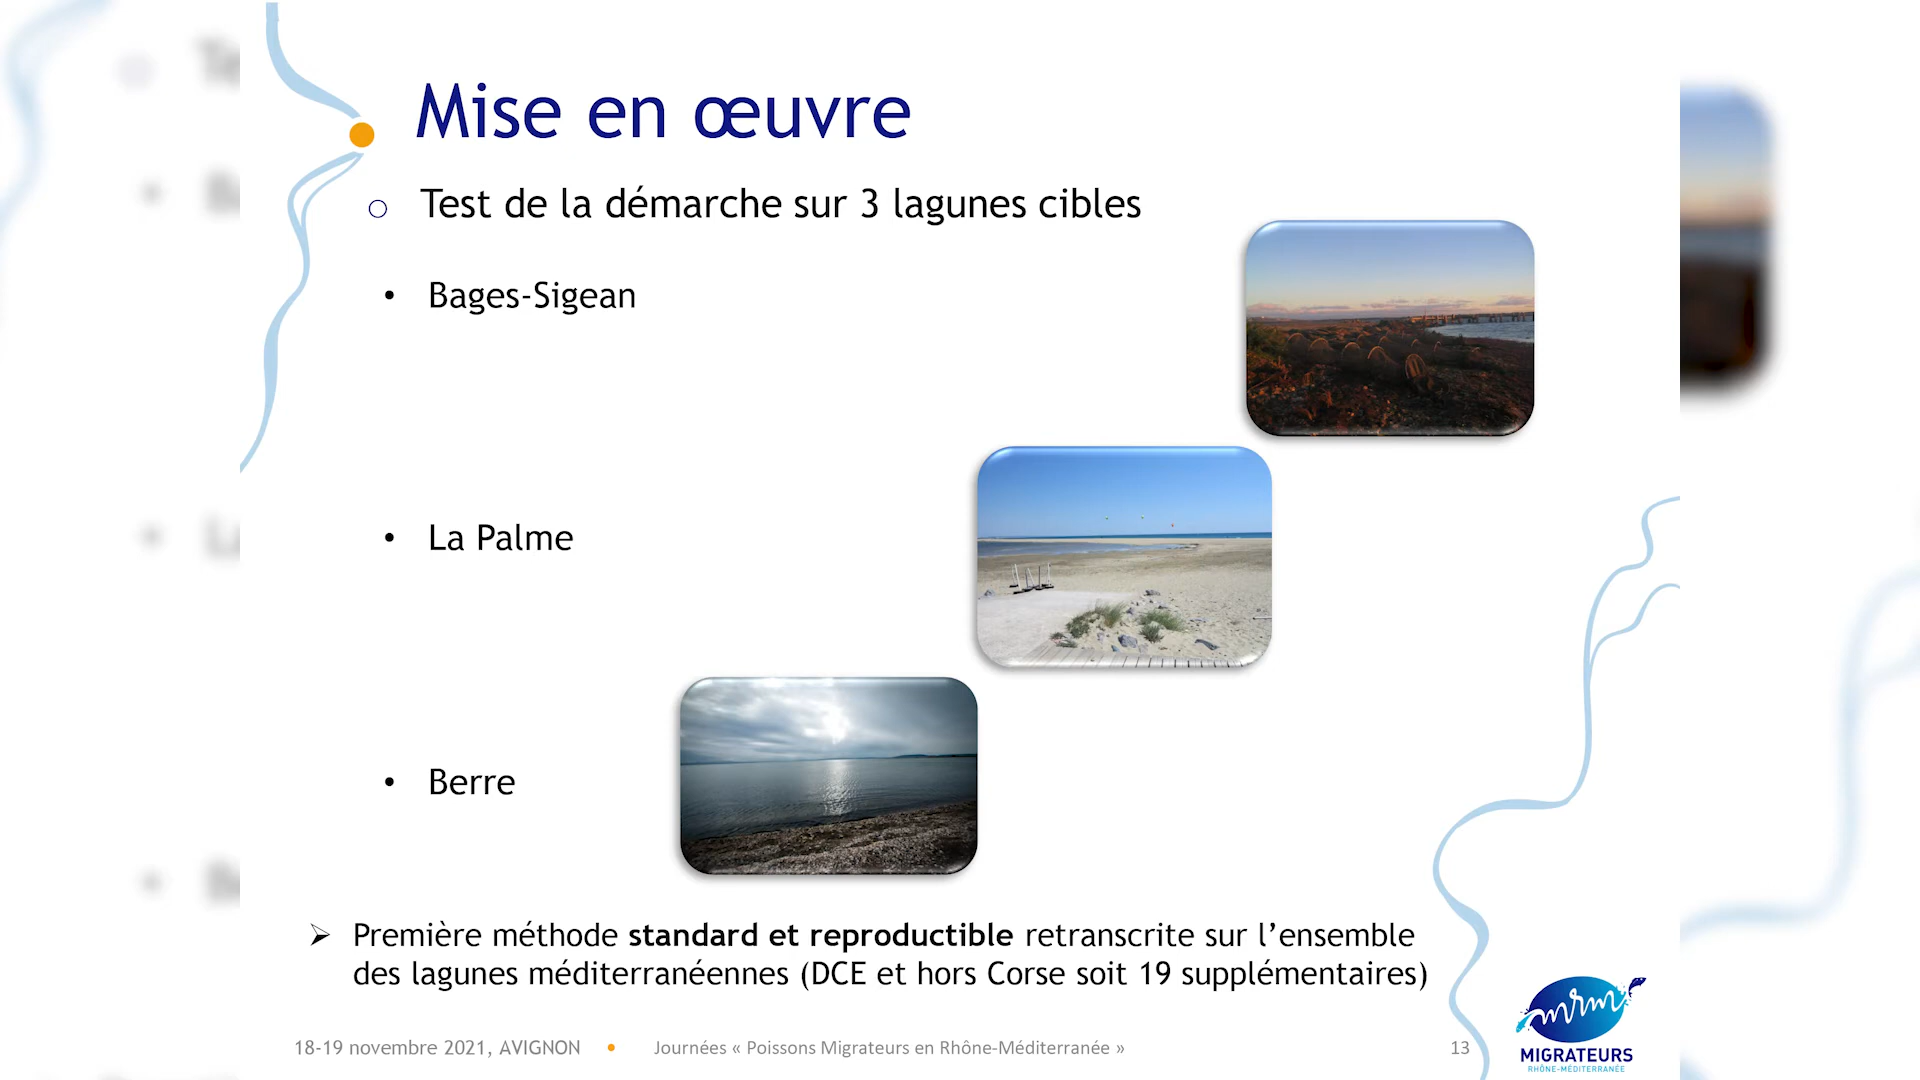 Mise en œuvre
Test de la démarche sur 3 lagunes cibles
Bages-Sigean
La Palme
Berre
Première méthode standard et reproductible retranscrite sur l’ensemble
des lagunes méditerranéennes (DCE et hors Corse soit 19 supplémentaires)
18-19 novembre 2021, AVIGNON
Journées « Poissons Migrateurs en Rhône-Méditerranée »
13
mrm
MIGRATEURS
RHÔNE-MÉDITERRANÉE